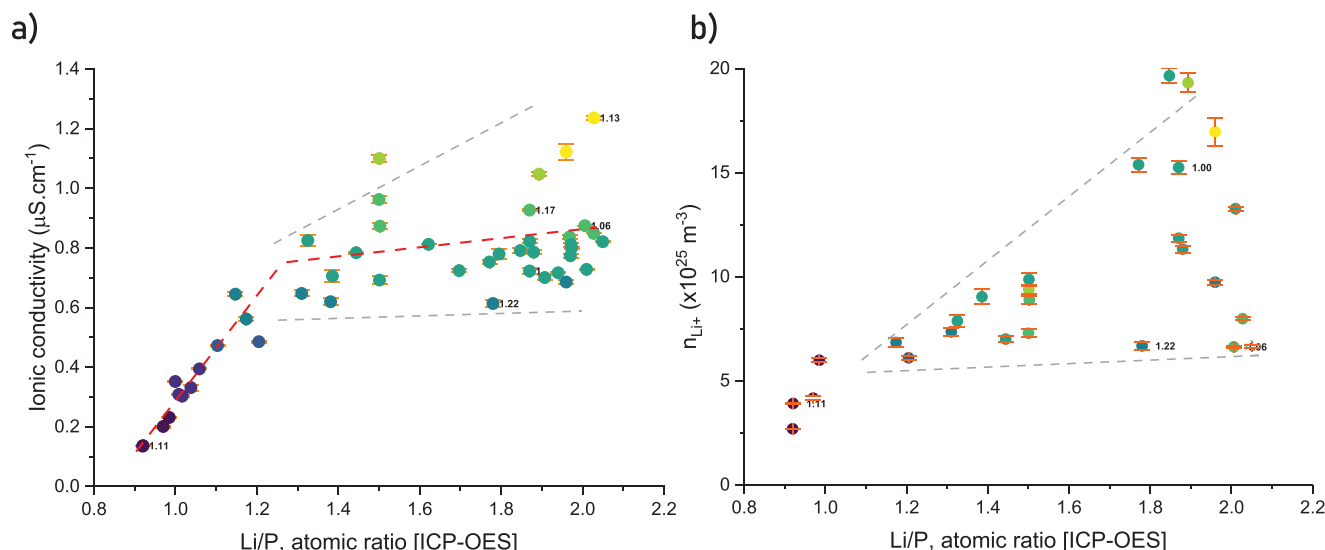 a)
1.4
1.2
1.0
0.8
0.6
0.4
0.2
0.0
Ionic conductivity (μS.cm⁻¹)
1.13
1.17
1.06
1
1.22
1.11
0.8 1.0 1.2 1.4 1.6 1.8 2.0 2.2
Li/P, atomic ratio [ICP-OES]
b)
20
15
10
5
0
n_Li+ (x10²⁵ m⁻³)
1.00
1.22
1.11
0.8 1.0 1.2 1.4 1.6 1.8 2.0 2.2
Li/P, atomic ratio [ICP-OES]